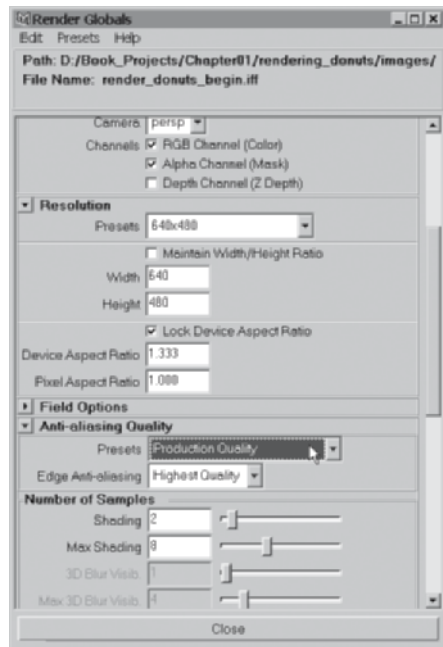 Render Globals
Edit Presets Help
Path: D:/Book_Projects/Chapter01/rendering_donuts/images/
File Name: render_donuts_begin.iff
Camera persp
Channels RGB Channel (Color)
Alpha Channel (Mask)
Depth Channel (Z Depth)
Resolution
Presets 640x480
Maintain Width/Height Ratio
Width 640
Height 480
Lock Device Aspect Ratio
Device Aspect Ratio 1.333
Pixel Aspect Ratio 1.000
Field Options
Anti-aliasing Quality
Presets Production Quality
Edge Anti-aliasing Highest Quality
Number of Samples
Shading 2
Max Shading 8
3D Blur Visib. 1
Max 3D Blur Visib. 4
Close